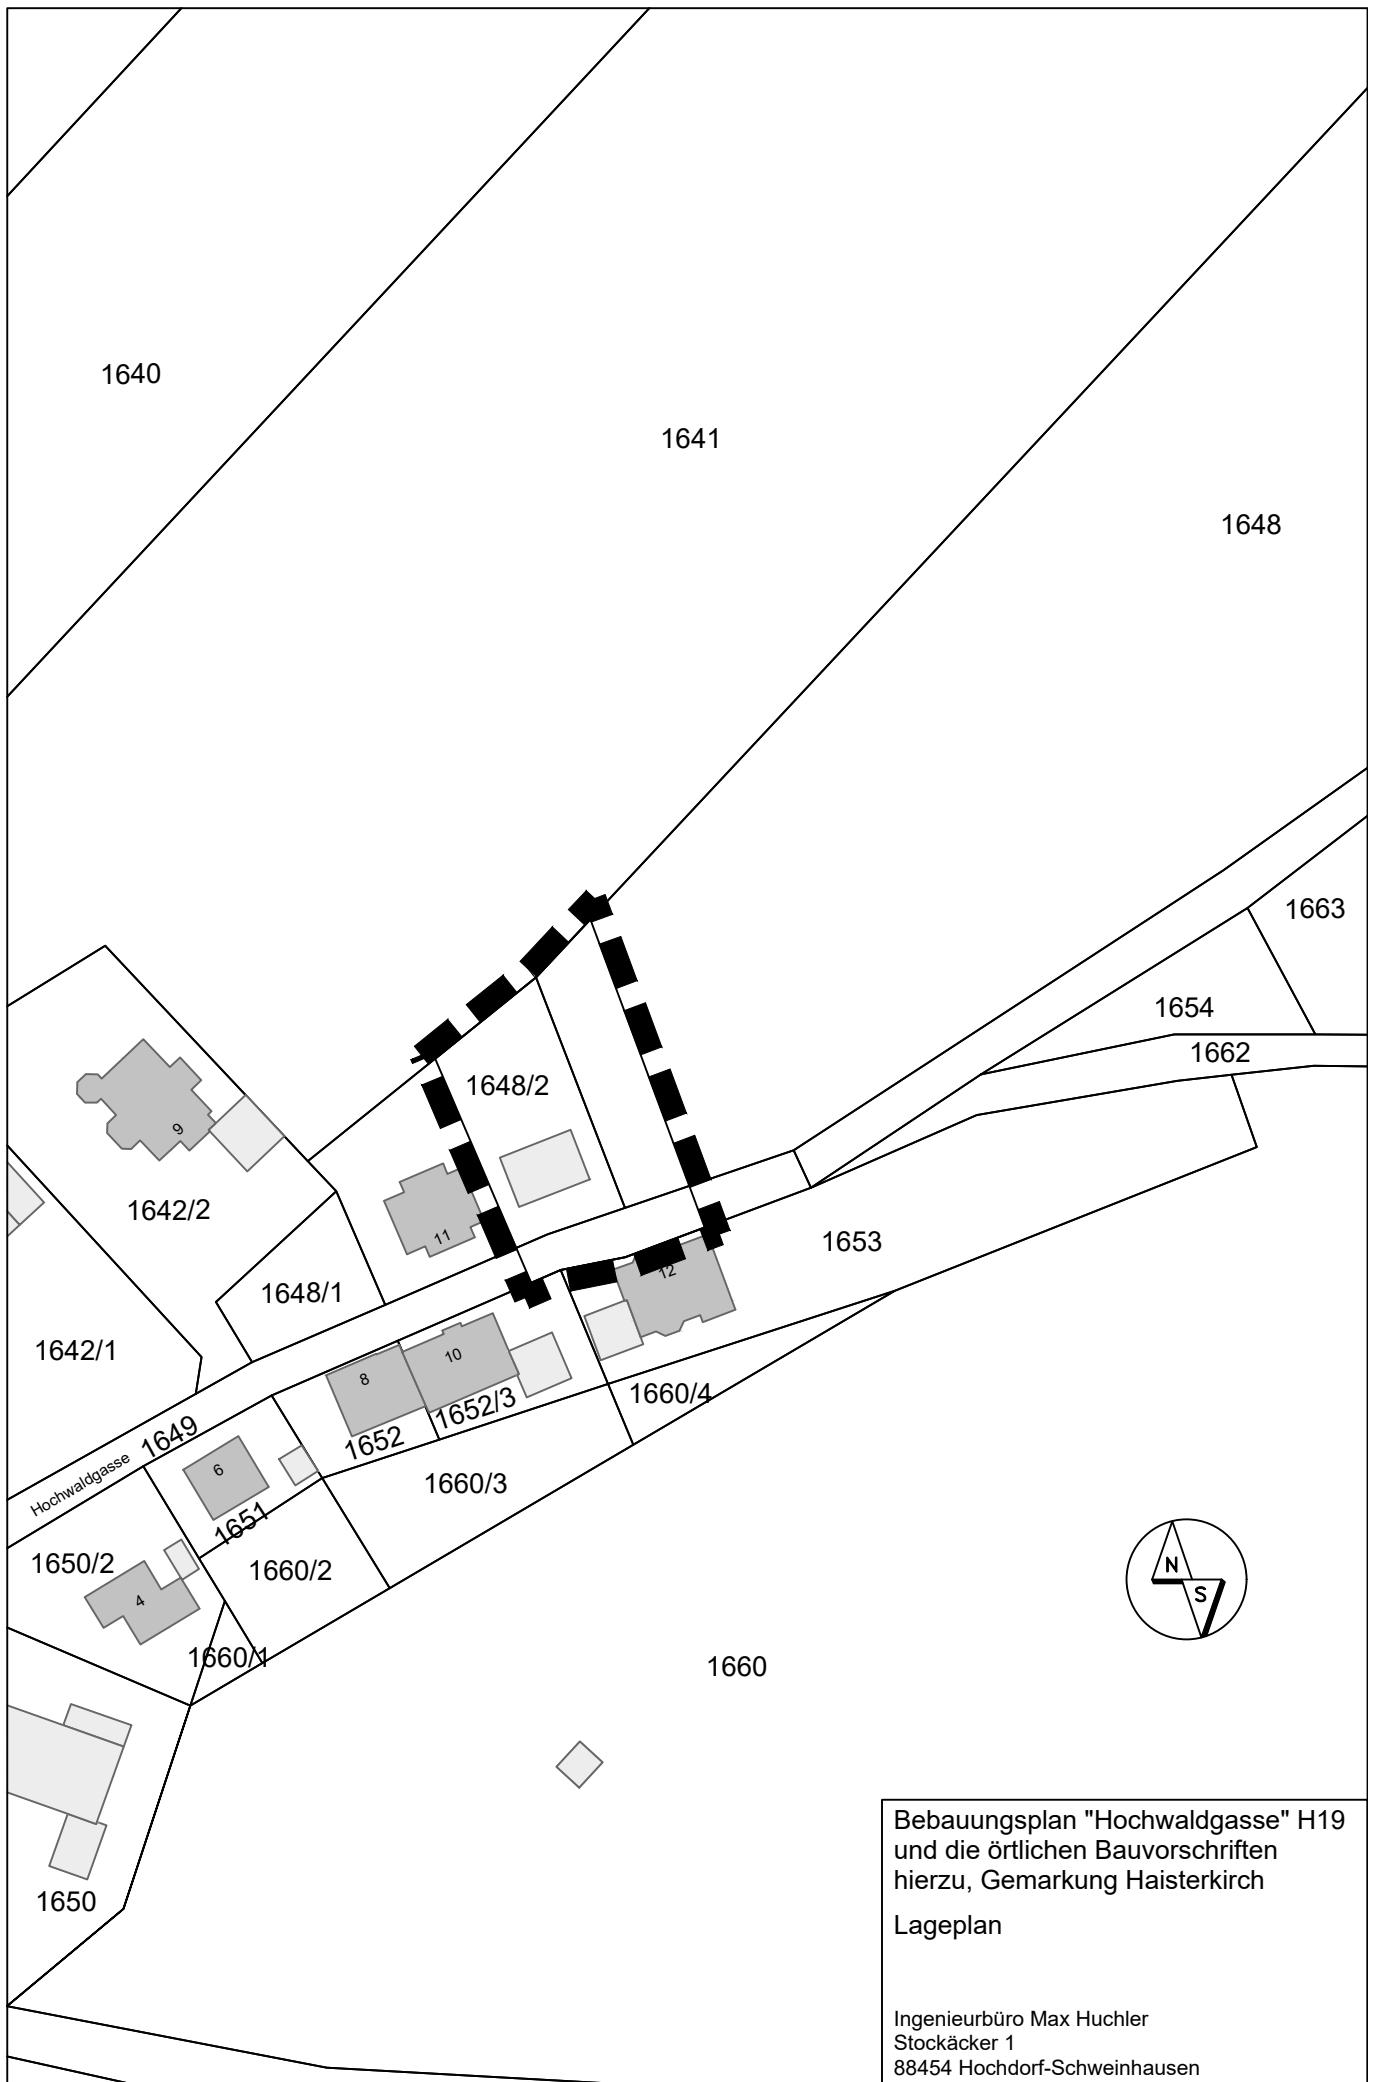 1640
1641
1648
1663
1654
1662
1648/2
9
1642/2
11
1653
12
1648/1
1642/1
10
8
1660/4
1652/3
1649
1652
Hochwaldgasse
6
1660/3
1651
1650/2
1660/2
N
S
4
1660/1
1660
1650
Bebauungsplan "Hochwaldgasse" H19
und die örtlichen Bauvorschriften
hierzu, Gemarkung Haisterkirch
Lageplan
Ingenieurbüro Max Huchler
Stockäcker 1
88454 Hochdorf-Schweinhausen